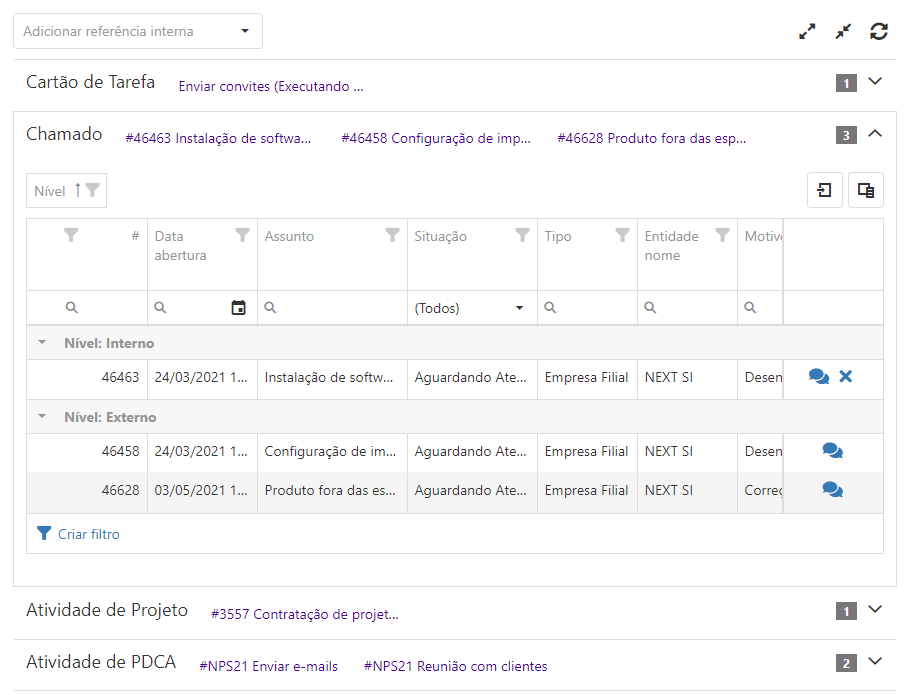 Adicionar referência interna
Cartão de Tarefa Enviar convites (Executando ... 1
Chamado #46463 Instalação de softwa... #46458 Configuração de imp... #46628 Produto fora das esp... 3
Nível
# Data abertura Assunto Situação Tipo Entidade nome Motiv
(Todos)
Nível: Interno
46463 24/03/2021 1... Instalação de softw... Aguardando Ate... Empresa Filial NEXT SI Desen
Nível: Externo
46458 24/03/2021 1... Configuração de im... Aguardando Ate... Empresa Filial NEXT SI Desen
46628 03/05/2021 1... Produto fora das es... Aguardando Ate... Empresa Filial NEXT SI Correç
Criar filtro
Atividade de Projeto #3557 Contratação de projet... 1
Atividade de PDCA #NPS21 Enviar e-mails #NPS21 Reunião com clientes 2